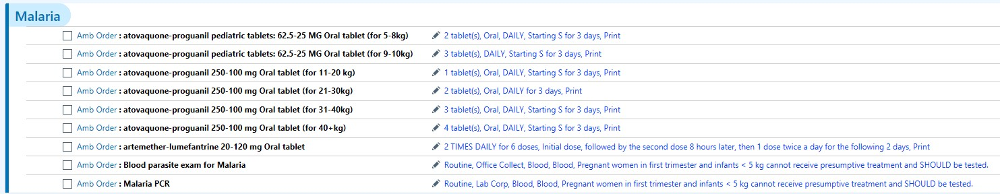 Malaria
Amb Order : atovaquone-proguanil pediatric tablets: 62.5-25 MG Oral tablet (for 5-8kg) 2 tablet(s), Oral, DAILY, Starting S for 3 days, Print
Amb Order : atovaquone-proguanil pediatric tablets: 62.5-25 MG Oral tablet (for 9-10kg) 3 tablet(s), DAILY, Starting S for 3 days, Print
Amb Order : atovaquone-proguanil 250-100 mg Oral tablet (for 11-20 kg) 1 tablet(s), Oral, DAILY, Starting S for 3 days, Print
Amb Order : atovaquone-proguanil 250-100 mg Oral tablet (for 21-30kg) 2 tablet(s), Oral, DAILY for 3 days, Print
Amb Order : atovaquone-proguanil 250-100 mg Oral tablet (for 31-40kg) 3 tablet(s), Oral, DAILY, Starting S for 3 days, Print
Amb Order : atovaquone-proguanil 250-100 mg Oral tablet (for 40+kg) 4 tablet(s), Oral, DAILY, Starting S for 3 days, Print
Amb Order : artemether-lumefantrine 20-120 mg Oral tablet 2 TIMES DAILY for 6 doses, Initial dose, followed by the second dose 8 hours later, then 1 dose twice a day for the following 2 days, Print
Amb Order : Blood parasite exam for Malaria Routine, Office Collect, Blood, Blood, Pregnant women in first trimester and infants < 5 kg cannot receive presumptive treatment and SHOULD be tested.
Amb Order : Malaria PCR Routine, Lab Corp, Blood, Blood, Pregnant women in first trimester and infants < 5 kg cannot receive presumptive treatment and SHOULD be tested.